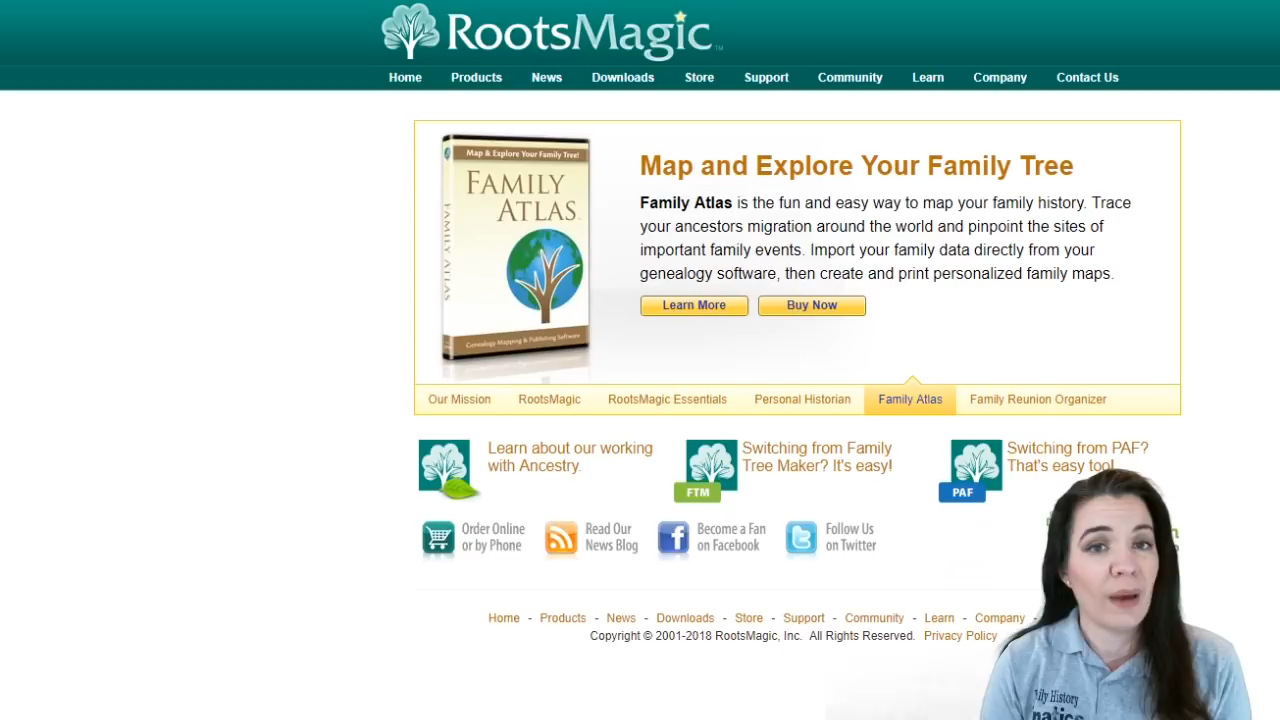 RootsMagic™
Home Products News Downloads Store Support Community Learn Company Contact Us
Map & Explore Your Family Tree!
FAMILY
ATLAS
FAMILY ATLAS
Genealogy Mapping & Publishing Software
Map and Explore Your Family Tree
Family Atlas is the fun and easy way to map your family history. Trace
your ancestors migration around the world and pinpoint the sites of
important family events. Import your family data directly from your
genealogy software, then create and print personalized family maps.
Learn More Buy Now
Our Mission RootsMagic RootsMagic Essentials Personal Historian Family Atlas Family Reunion Organizer
Learn about our working
with Ancestry.
FTM
Switching from Family
Tree Maker? It's easy!
PAF
Switching from PAF?
That's easy too!
Order Online
or by Phone
Read Our
News Blog
Become a Fan
on Facebook
Follow Us
on Twitter
Home - Products - News - Downloads - Store - Support - Community - Learn - Company -
Copyright © 2001-2018 RootsMagic, Inc. All Rights Reserved. Privacy Policy
History